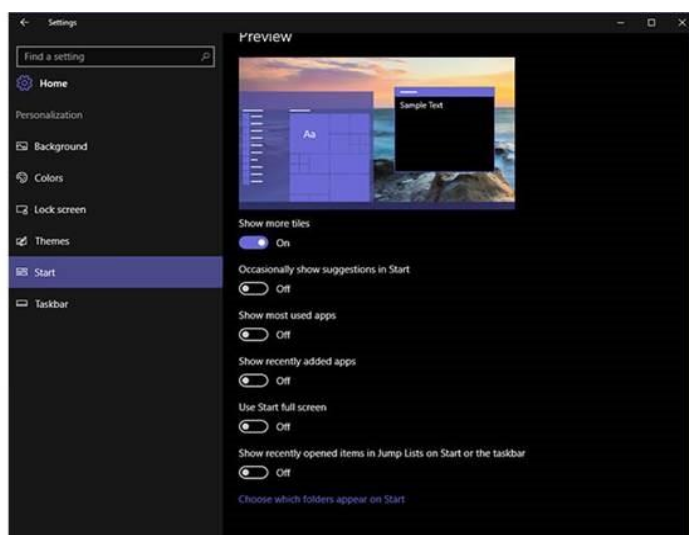 Settings
Find a setting
Home
Personalization
Background
Colors
Lock screen
Themes
Start
Taskbar
Preview
Sample Text
Aa
Show more tiles
On
Occasionally show suggestions in Start
Off
Show most used apps
Off
Show recently added apps
Off
Use Start full screen
Off
Show recently opened items in Jump Lists on Start or the taskbar
Off
Choose which folders appear on Start